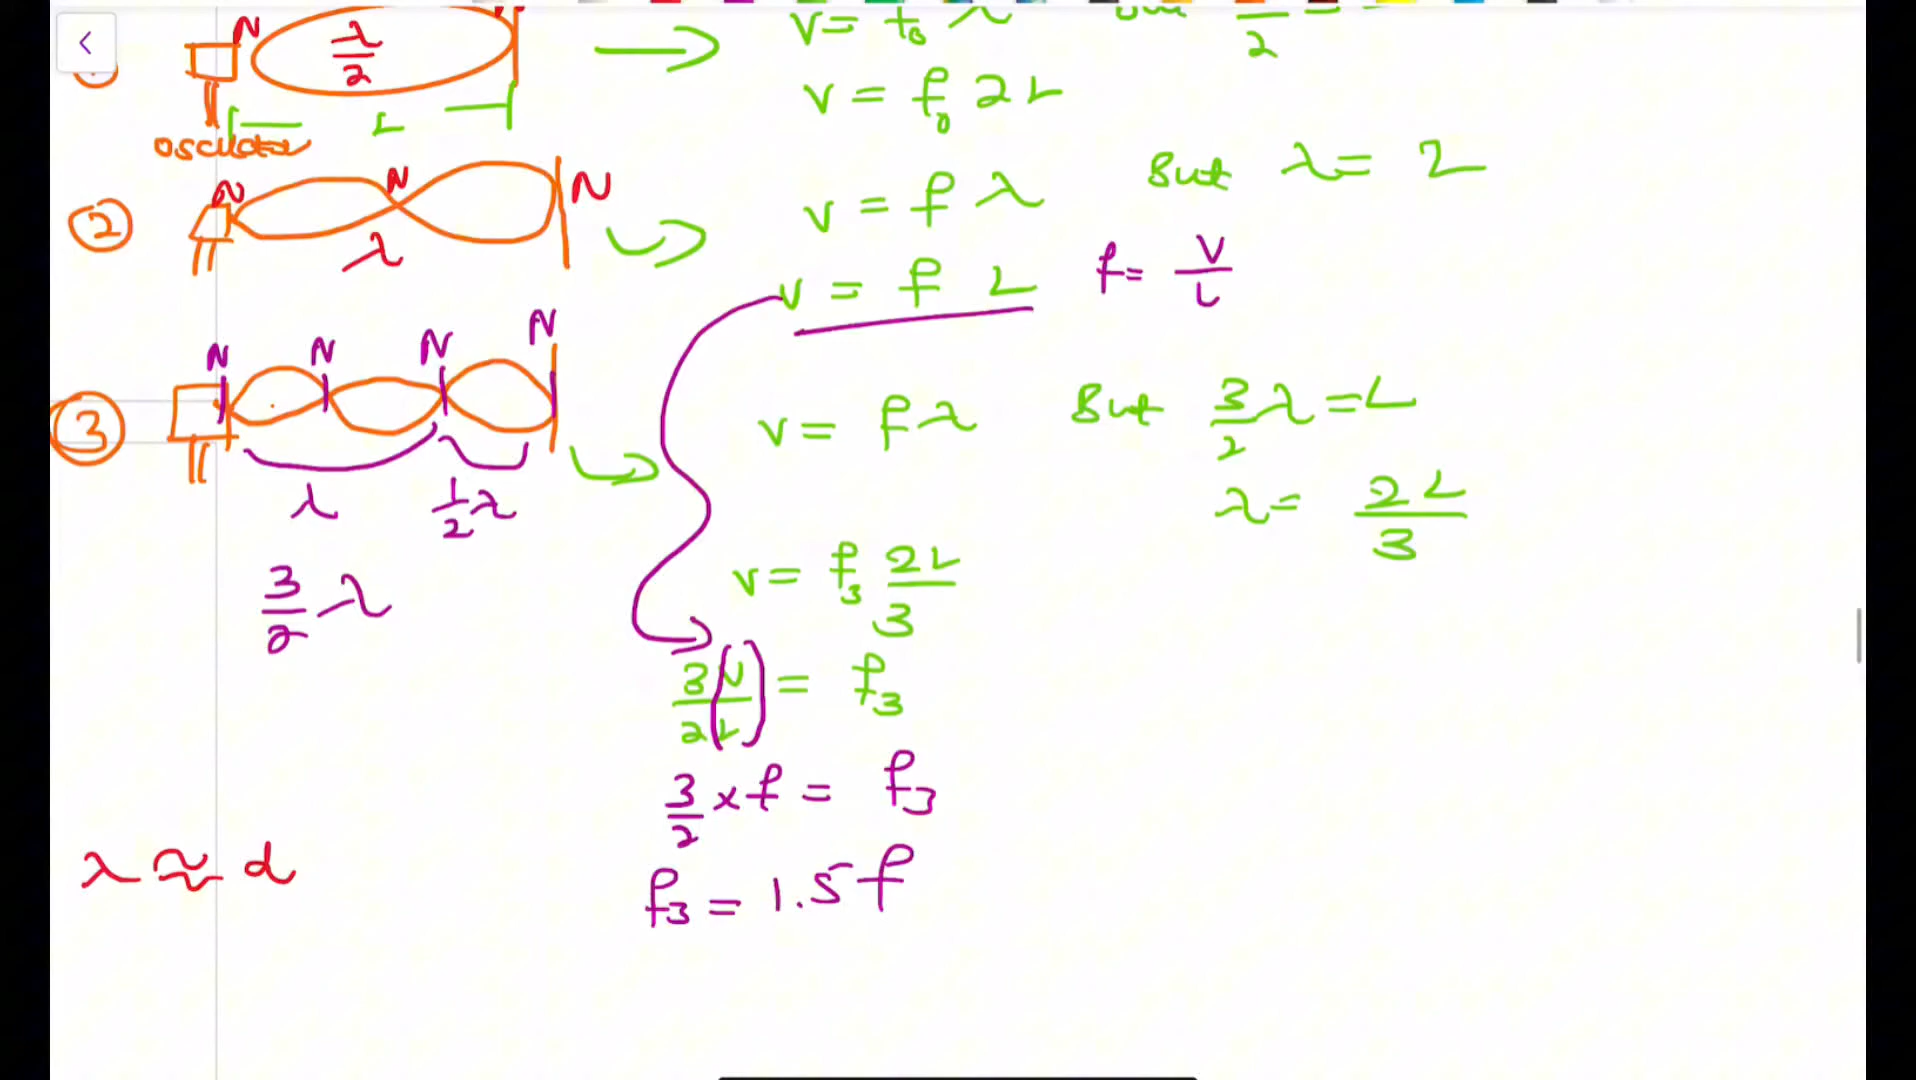 N λ/2
v = f₀ λ
2
v = f₀ 2L
L
oscillator
② N N N
λ
v = f λ But λ = L
v = f L f = v/L
③ N N N N
v = f λ But 3/2 λ = L
λ 1/2 λ
λ = 2L/3
3/2 λ
v = f₃ 2L/3
3/2 (v/L) = f₃
3/2 × f = f₃
λ ≈ d
f₃ = 1.5 f